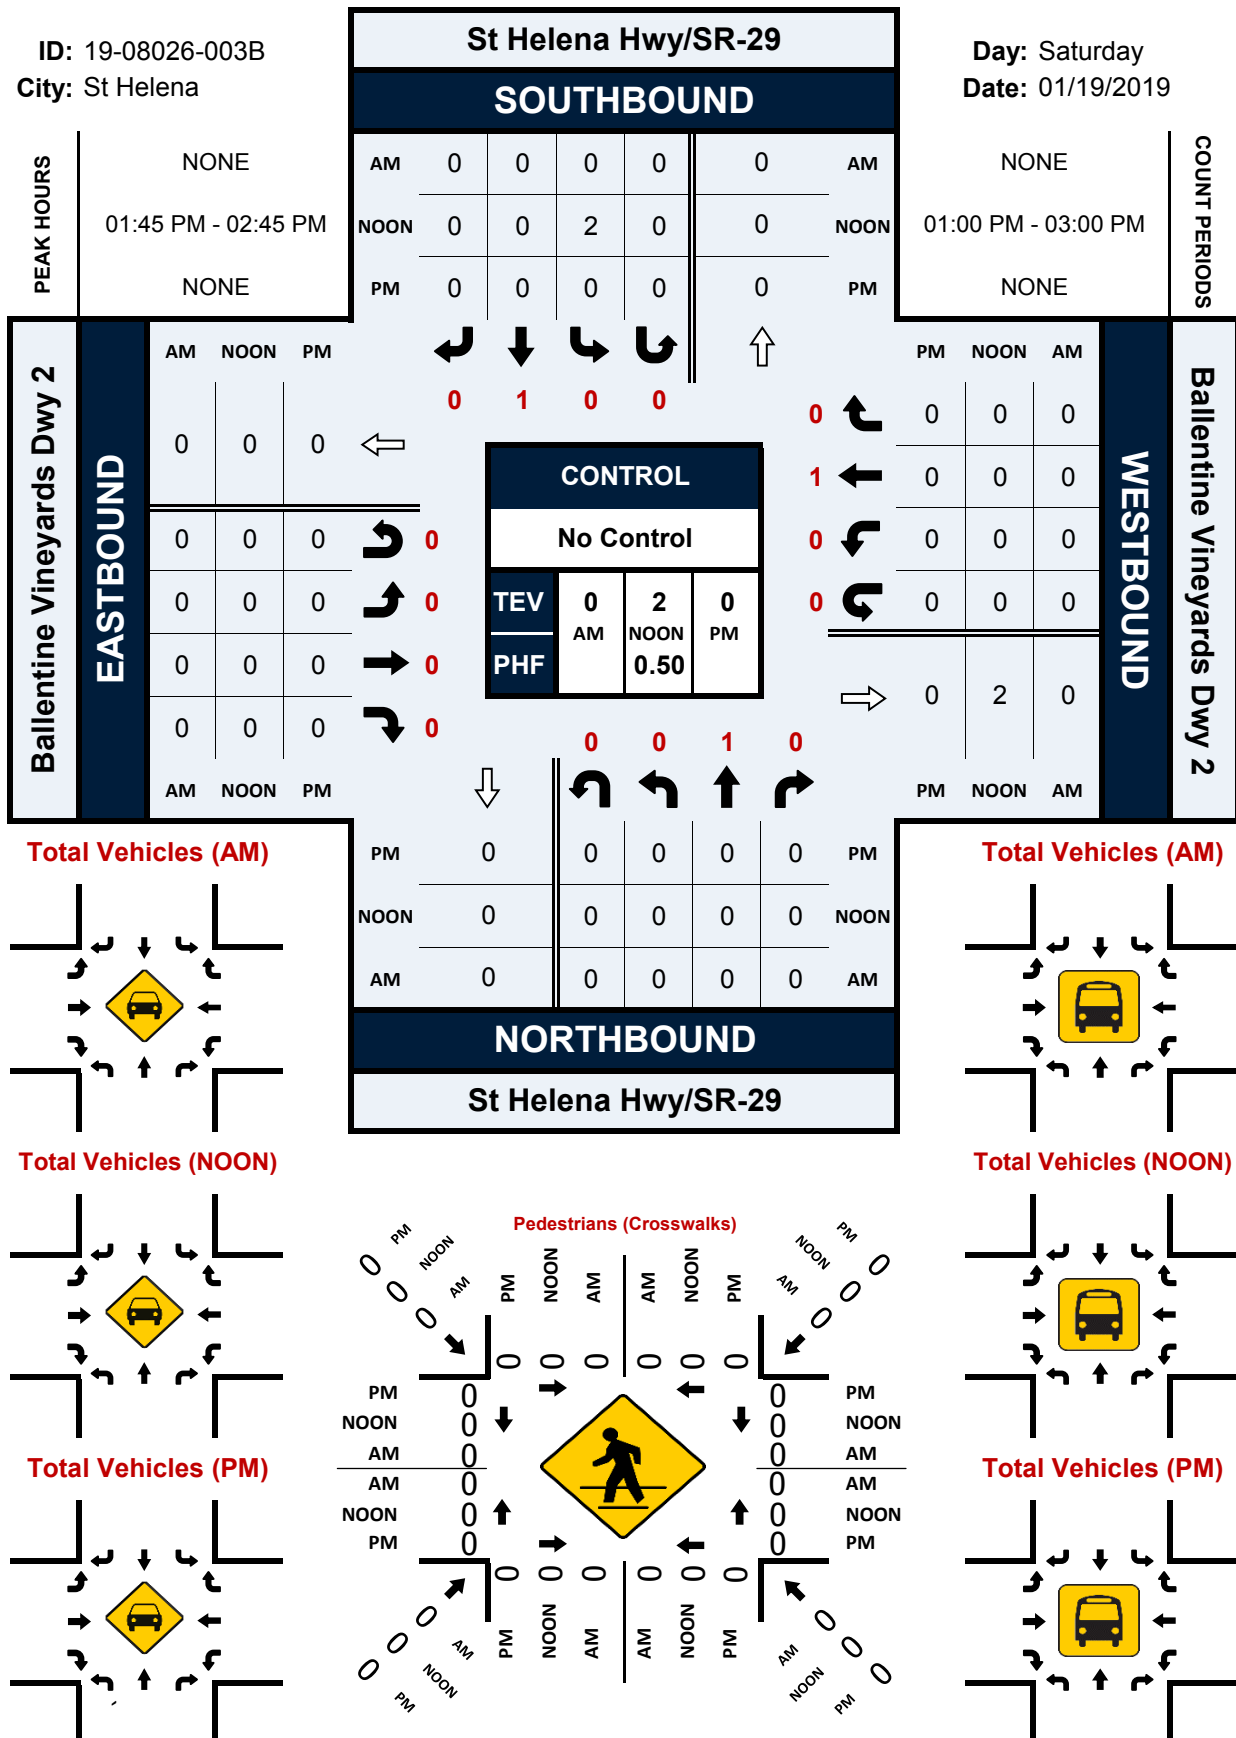 ID: 19-08026-003B
City: St Helena
St Helena Hwy/SR-29
SOUTHBOUND
Day: Saturday
Date: 01/19/2019
PEAK HOURS
NONE
01:45 PM - 02:45 PM
NONE
AM 0 0 0 0 0 AM
NOON 0 0 2 0 0 NOON
PM 0 0 0 0 0 PM
NONE
01:00 PM - 03:00 PM
NONE
COUNT PERIODS
0 1 0 0
Ballentine Vineyards Dwy 2
EASTBOUND
AM NOON PM
0 0 0
0 0 0 0
0 0 0 0
0 0 0 0
0 0 0 0
AM NOON PM
CONTROL
No Control
TEV 0 2 0
AM NOON PM
PHF 0.50
PM NOON AM
0 0 0 0
1 0 0 0
0 0 0 0
0 0 0 0
0 2 0
PM NOON AM
WESTBOUND
Ballentine Vineyards Dwy 2
0 0 1 0
PM 0 0 0 0 0 PM
NOON 0 0 0 0 0 NOON
AM 0 0 0 0 0 AM
NORTHBOUND
St Helena Hwy/SR-29
Total Vehicles (AM)
Total Vehicles (AM)
Total Vehicles (NOON)
Total Vehicles (NOON)
Total Vehicles (PM)
Total Vehicles (PM)
Pedestrians (Crosswalks)
PM NOON AM
0 0 0
PM NOON AM AM NOON PM
0 0 0 0 0 0
PM NOON AM
0 0 0
PM 0 0 PM
NOON 0 0 NOON
AM 0 0 AM
AM 0 0 AM
NOON 0 0 NOON
PM 0 0 PM
0 0 0 0 0 0
PM NOON AM AM NOON PM
0 0 0
AM NOON PM
0 0 0
AM NOON PM